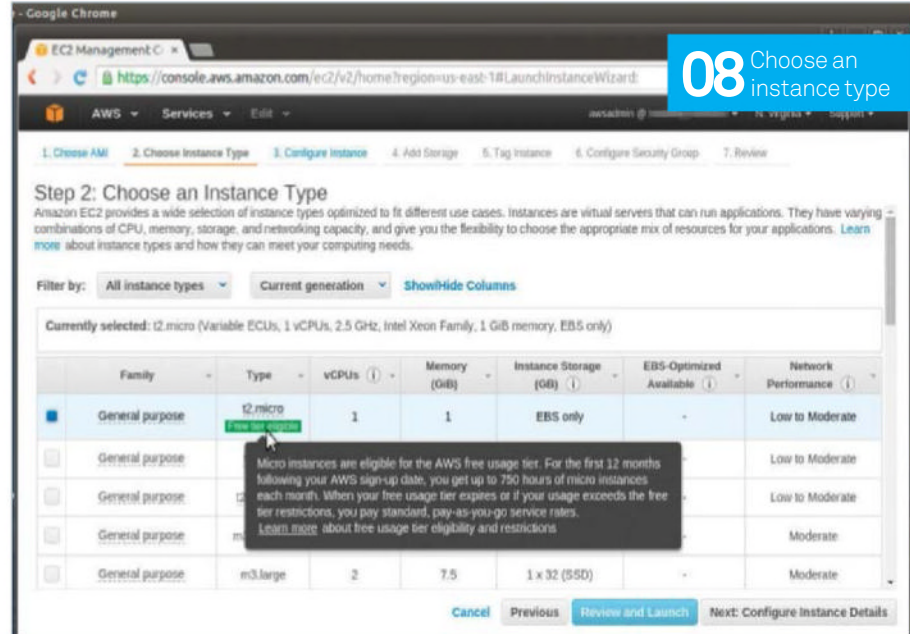 - Google Chrome
EC2 Management C
https://console.aws.amazon.com/ec2/v2/home?region=us-east-1#LaunchInstanceWizard:
08 Choose an
instance type
AWS Services Edit awsadmin @ N. Virginia Support
1. Choose AMI 2. Choose Instance Type 3. Configure Instance 4. Add Storage 5. Tag Instance 6. Configure Security Group 7. Review
Step 2: Choose an Instance Type
Amazon EC2 provides a wide selection of instance types optimized to fit different use cases. Instances are virtual servers that can run applications. They have varying
combinations of CPU, memory, storage, and networking capacity, and give you the flexibility to choose the appropriate mix of resources for your applications. Learn
more about instance types and how they can meet your computing needs.
Filter by: All instance types Current generation Show/Hide Columns
Currently selected: t2.micro (Variable ECUs, 1 vCPUs, 2.5 GHz, Intel Xeon Family, 1 GiB memory, EBS only)
Family Type vCPUs Memory (GiB) Instance Storage (GB) EBS-Optimized Available Network Performance
General purpose t2.micro 1 1 EBS only - Low to Moderate
Free tier eligible
General purpose - Low to Moderate
General purpose - Low to Moderate
General purpose Moderate
Micro instances are eligible for the AWS free usage tier. For the first 12 months
following your AWS sign-up date, you get up to 750 hours of micro instances
each month. When your free usage tier expires or if your usage exceeds the free
tier restrictions, you pay standard, pay-as-you-go service rates.
Learn more about free usage tier eligibility and restrictions
General purpose m3.large 2 7.5 1 x 32 (SSD) - Moderate
Cancel Previous Review and Launch Next: Configure Instance Details